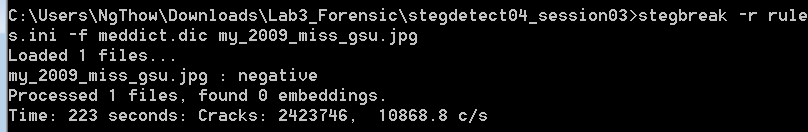 C:\Users\NgThow\Downloads\Lab3_Forensic\stegdetect04_session03>stegbreak -r rule
s.ini -f meddict.dic my_2009_miss_gsu.jpg
Loaded 1 files...
my_2009_miss_gsu.jpg : negative
Processed 1 files, found 0 embeddings.
Time: 223 seconds: Cracks: 2423746,  10868.8 c/s